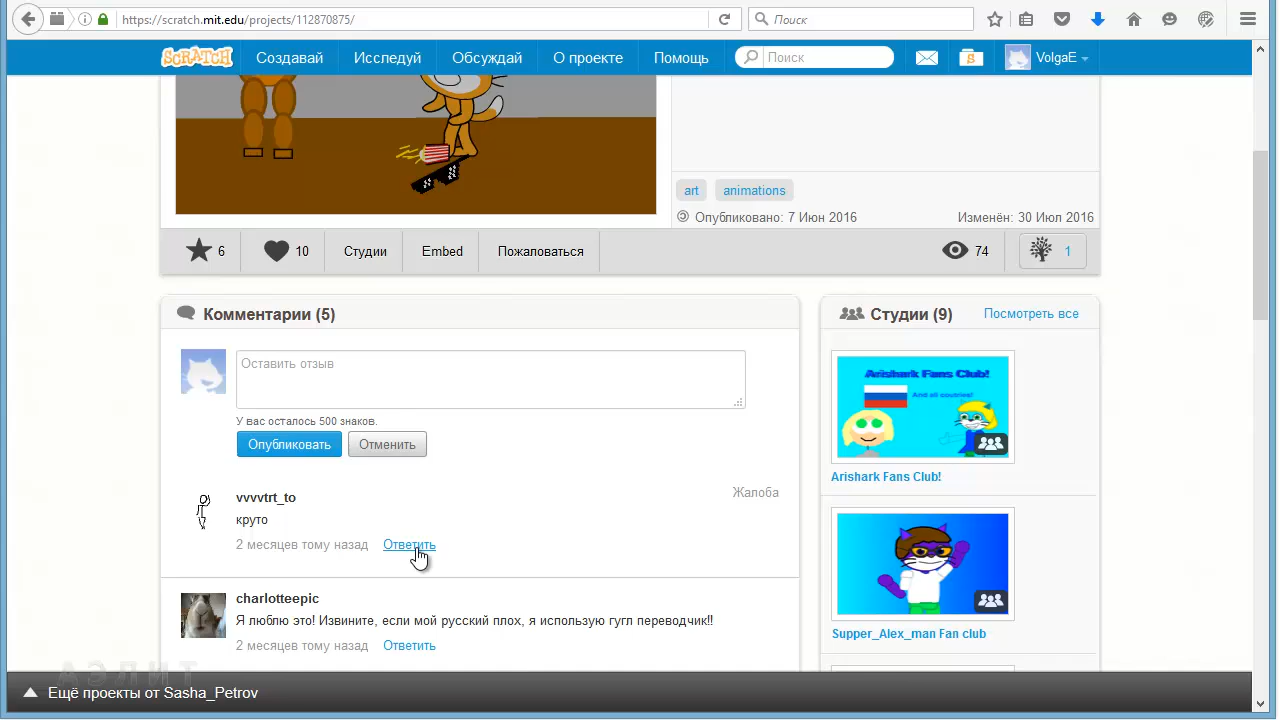 https://scratch.mit.edu/projects/112870875/
Поиск
SCRATCH
Создавай
Исследуй
Обсуждай
О проекте
Помощь
Поиск
S
VolgaE
art
animations
Опубликовано: 7 Июн 2016
Изменён: 30 Июл 2016
6
10
Студии
Embed
Пожаловаться
74
1
Комментарии (5)
Оставить отзыв
У вас осталось 500 знаков.
Опубликовать
Отменить
vvvvtrt_to
Жалоба
круто
2 месяцев тому назад
Ответить
charlotteepic
Я люблю это! Извините, если мой русский плох, я использую гугл переводчик!!
2 месяцев тому назад
Ответить
Студии (9)
Посмотреть все
Arishark Fans Club!
And all coutries!
Arishark Fans Club!
Supper_Alex_man Fan club
АЭЛИТ
Ещё проекты от Sasha_Petrov